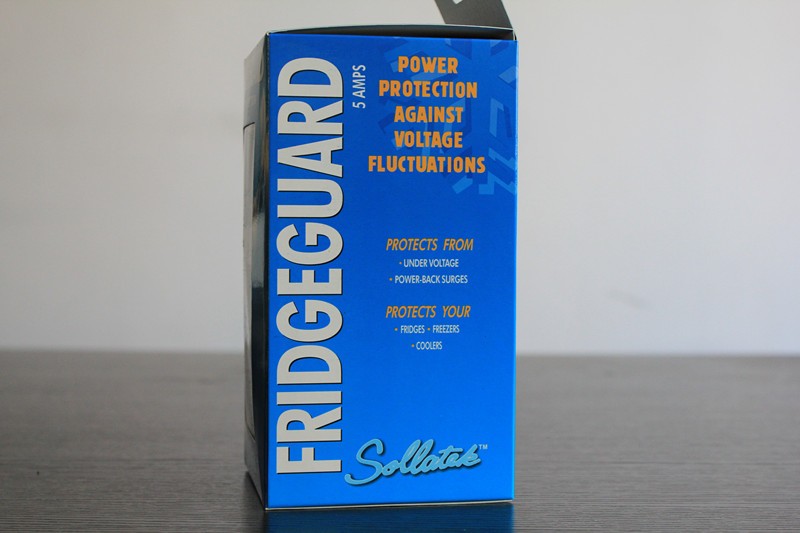 FRIDGEGUARD
5 AMPS
POWER
PROTECTION
AGAINST
VOLTAGE
FLUCTUATIONS
PROTECTS FROM
• UNDER VOLTAGE
• POWER-BACK SURGES
PROTECTS YOUR
• FRIDGES • FREEZERS
• COOLERS
Sollatek™